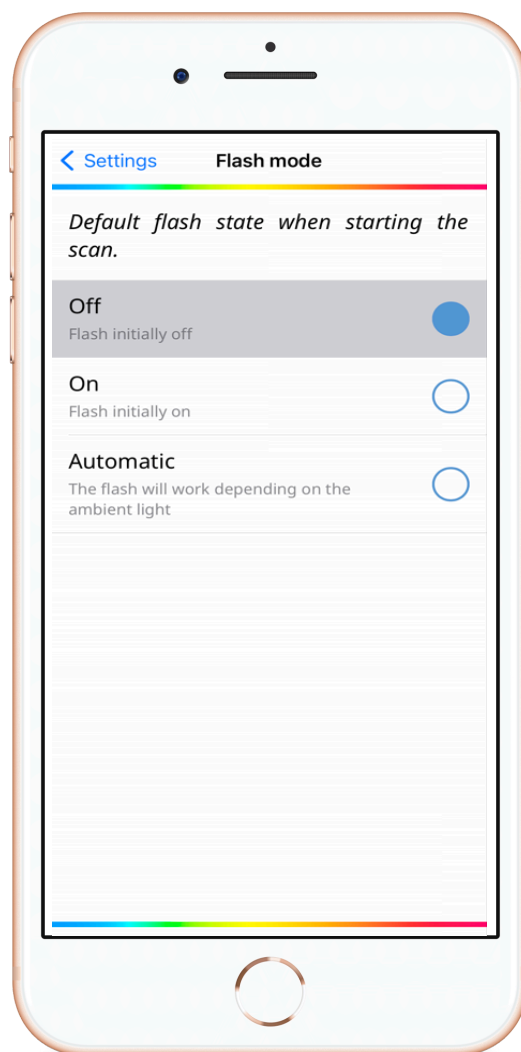 Settings
Flash mode
Default flash state when starting the
scan.
Off
Flash initially off
On
Flash initially on
Automatic
The flash will work depending on the
ambient light